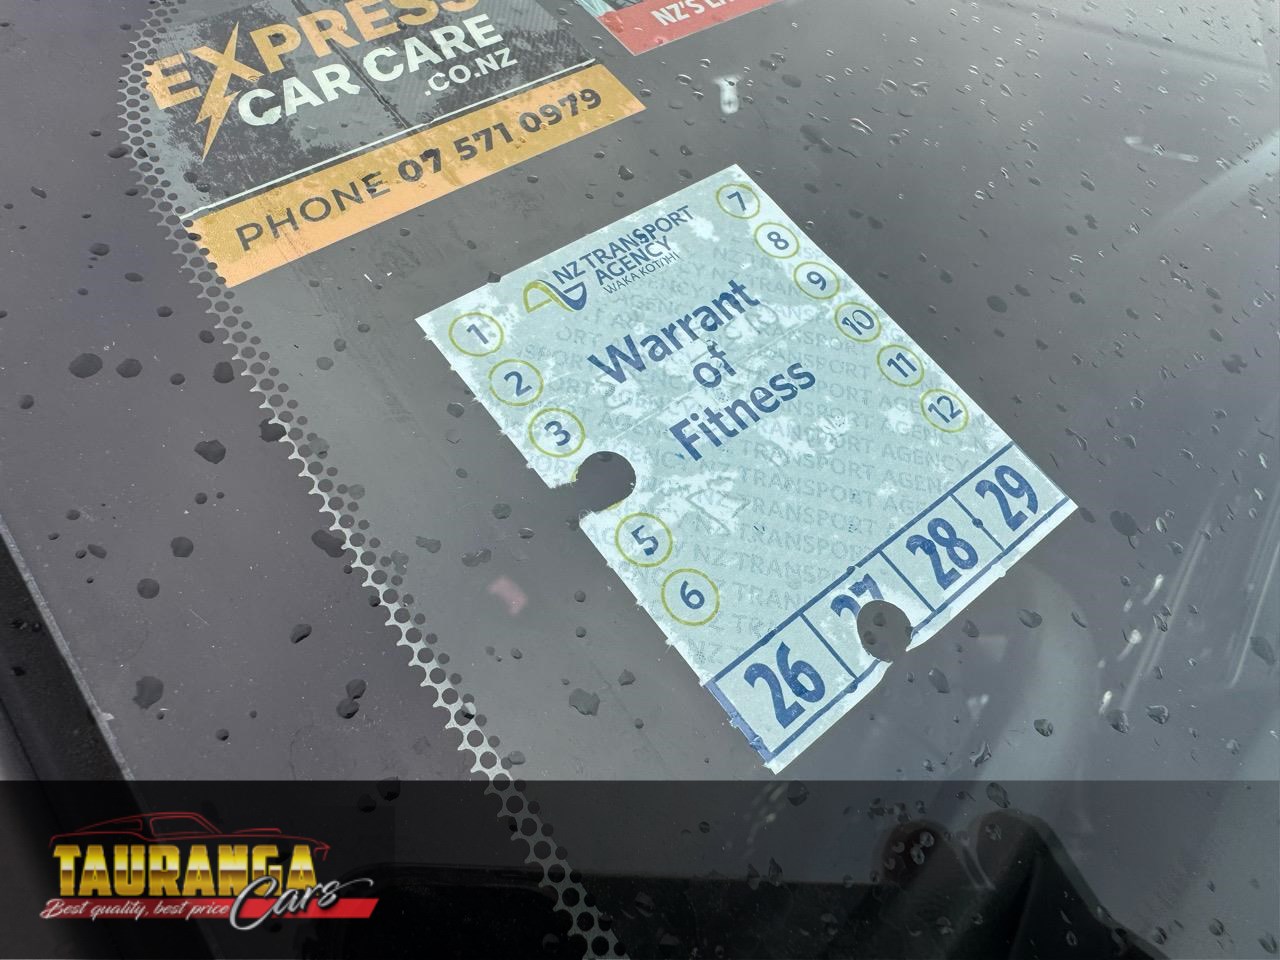 EXPRESS
CAR CARE
.CO.NZ
PHONE 07 571 0979
NZ'S
NZ TRANSPORT
AGENCY
WAKA KOTAHI
Warrant
of
Fitness
1
2
3
5
6
7
8
9
10
11
12
26 27 28 29
TAURANGA
Cars
Best quality, best price